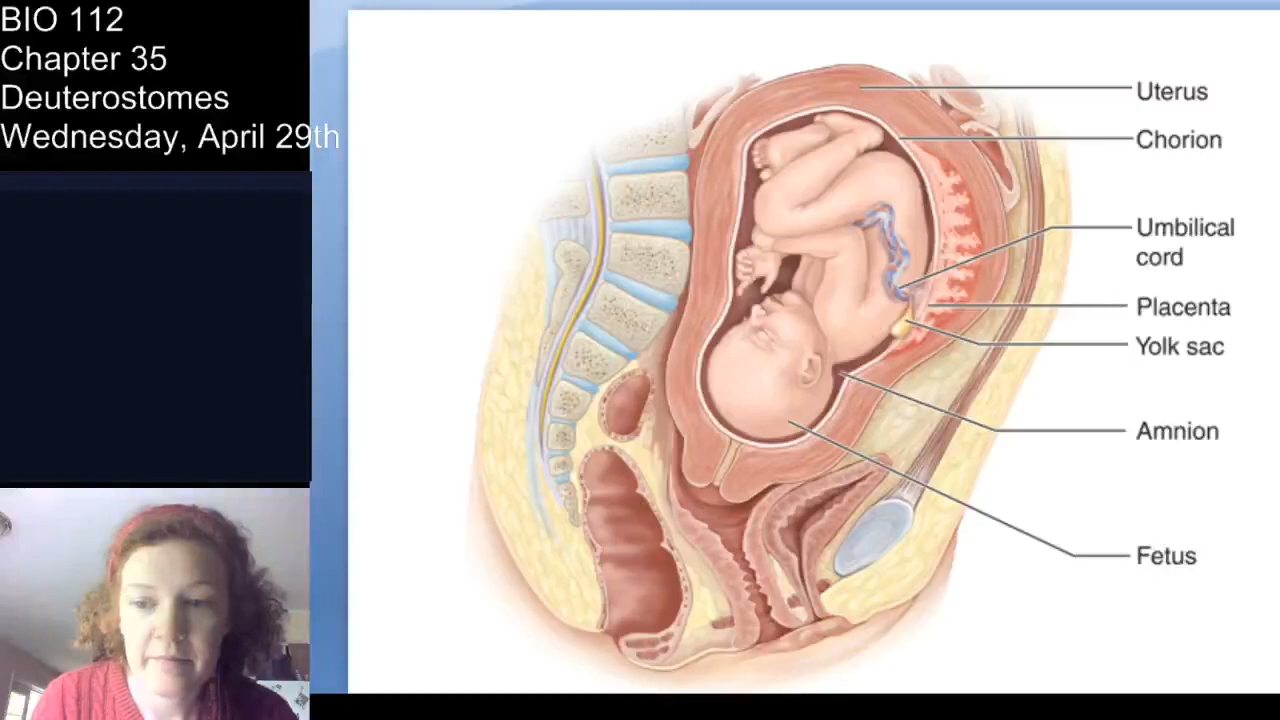 BIO 112
Chapter 35
Deuterostomes
Wednesday, April 29th
Uterus
Chorion
Umbilical
cord
Placenta
Yolk sac
Amnion
Fetus